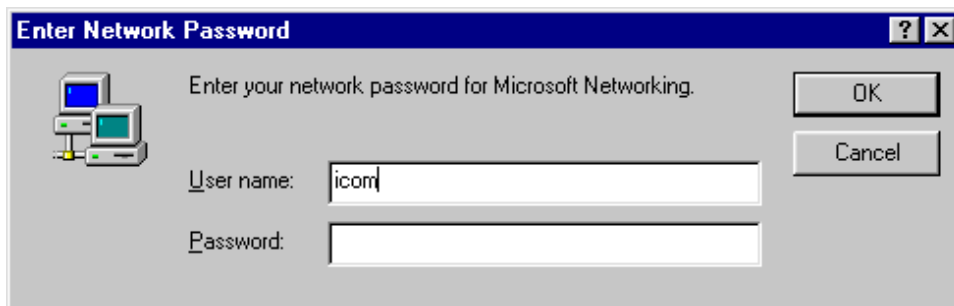 Enter Network Password
Enter your network password for Microsoft Networking.
OK
Cancel
User name: icom
Password: